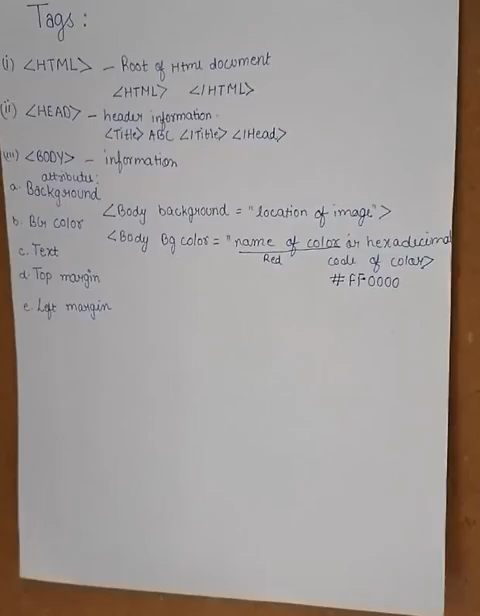 Tags:
(i) <HTML> - Root of Html document
<HTML> </HTML>
(ii) <HEAD> - header information.
<Title> ABC </Title> </Head>
(iii) <BODY> - information
attributes:
a. Background
<Body background = "location of image">
b. BG color
<Body Bg color = "name of color or hexadecimal
Red code of color>
c. Text
#FF0000
d. Top margin
e. Left margin